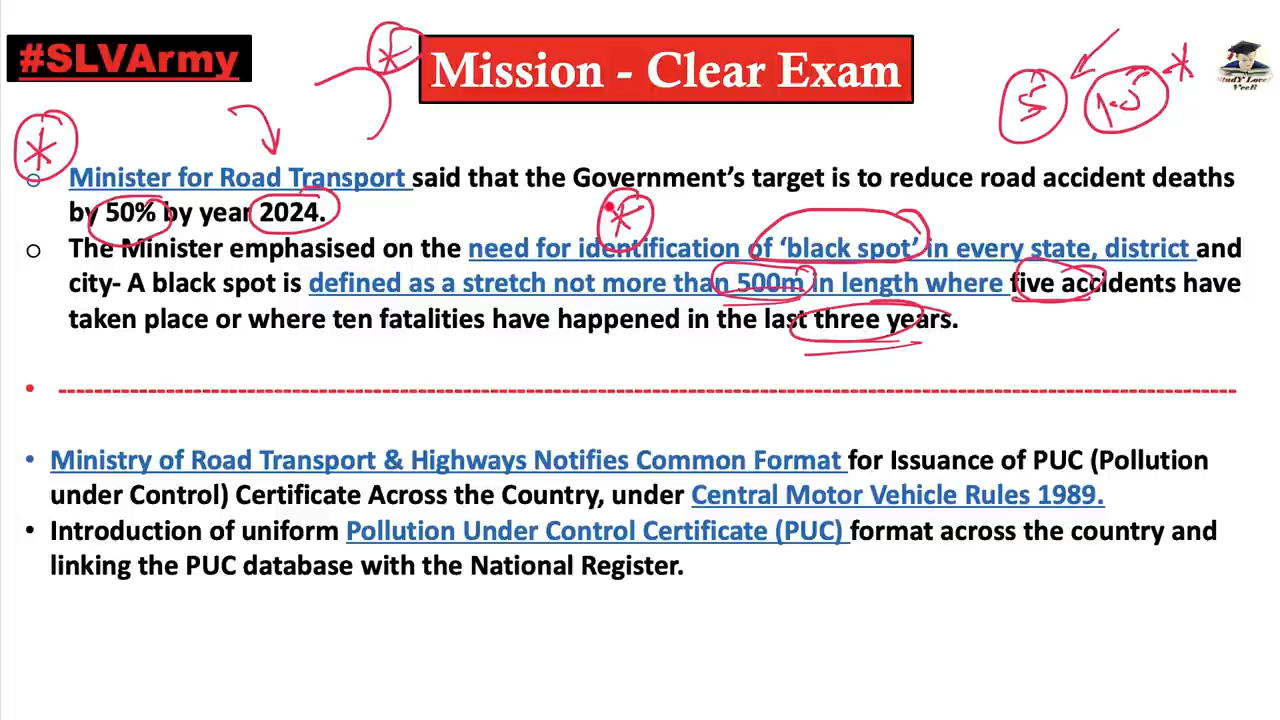 #SLVArmy
Mission - Clear Exam
StudY LoveR
VeeR
5
Minister for Road Transport said that the Government's target is to reduce road accident deaths
by 50% by year 2024.
The Minister emphasised on the need for identification of ‘black spot’ in every state, district and
city- A black spot is defined as a stretch not more than 500m in length where five accidents have
taken place or where ten fatalities have happened in the last three years.
Ministry of Road Transport & Highways Notifies Common Format for Issuance of PUC (Pollution
under Control) Certificate Across the Country, under Central Motor Vehicle Rules 1989.
Introduction of uniform Pollution Under Control Certificate (PUC) format across the country and
linking the PUC database with the National Register.